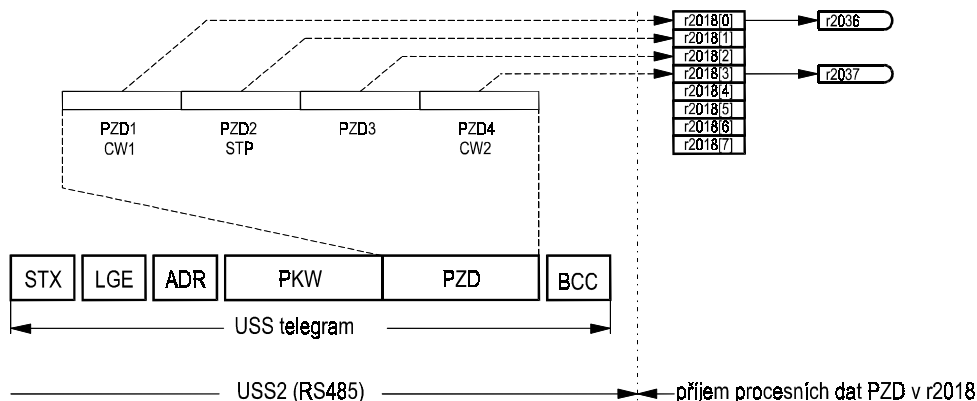 r2018[0] r2036
r2018[1]
r2018[2]
r2018[3] r2037
r2018[4]
r2018[5]
r2018[6]
r2018[7]
PZD1 PZD2 PZD3 PZD4
CW1 STP CW2
STX LGE ADR PKW PZD BCC
USS telegram
USS2 (RS485) příjem procesních dat PZD v r2018